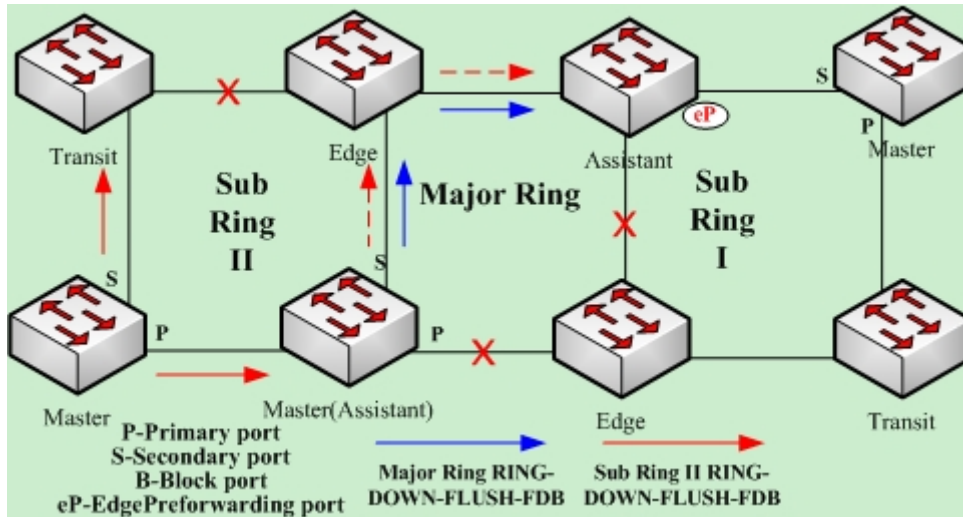 S
P
eP
Transit
Edge
Assistant
Master
Sub
Ring
II
Major Ring
Sub
Ring
I
S
S
P
P
Master
Master(Assistant)
Edge
Transit
P-Primary port
S-Secondary port
B-Block port
eP-EdgePreforwarding port
Major Ring RING-
DOWN-FLUSH-FDB
Sub Ring II RING-
DOWN-FLUSH-FDB